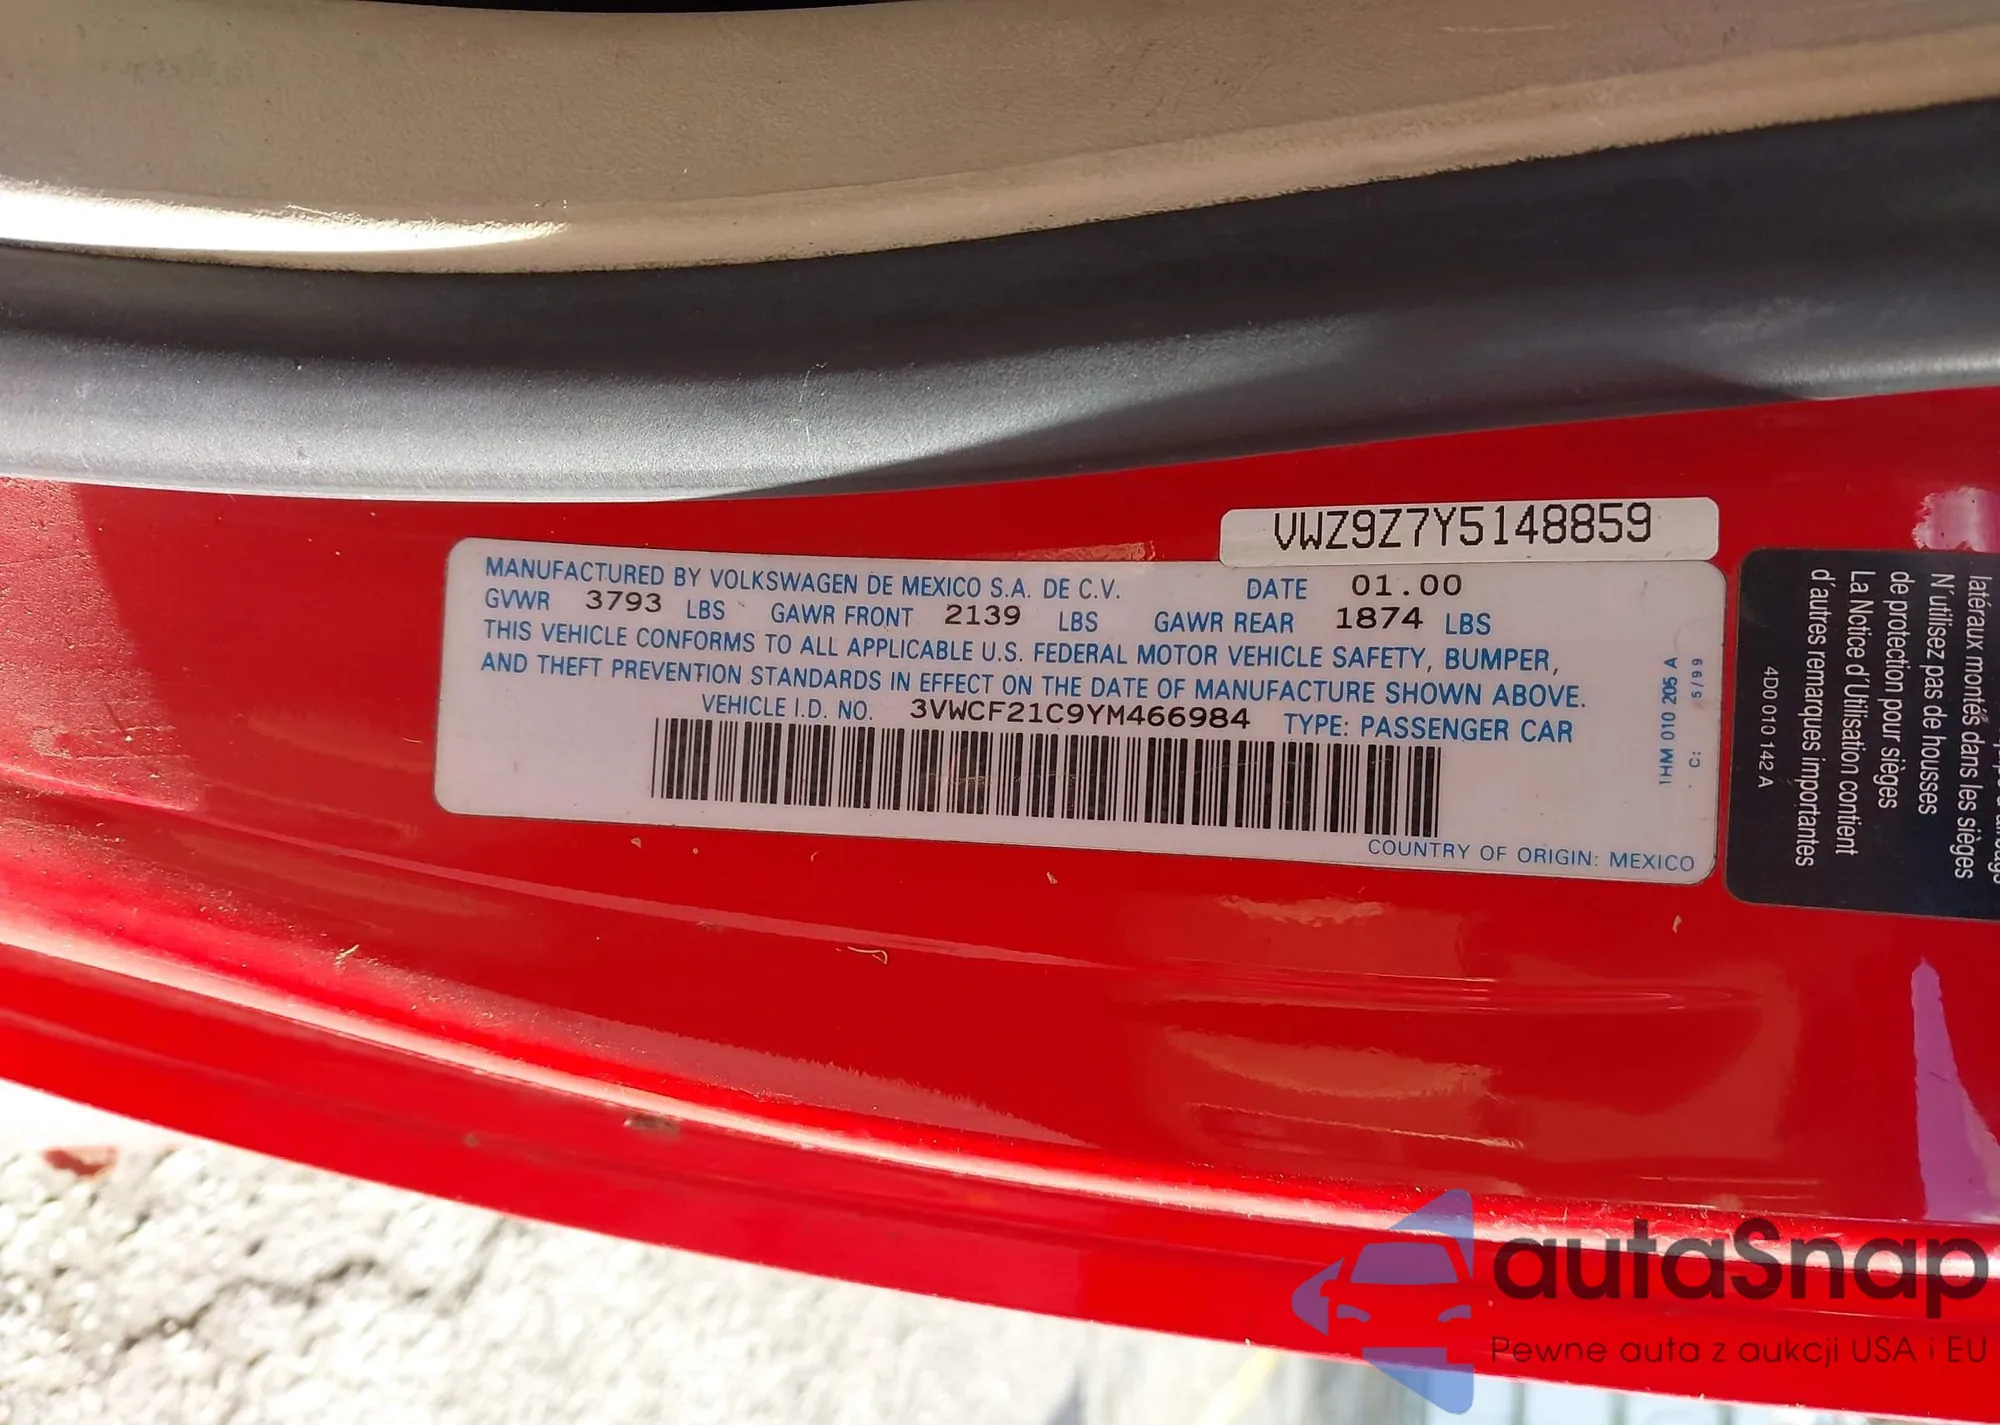 VWZ9Z7Y5148859
MANUFACTURED BY VOLKSWAGEN DE MEXICO S.A. DE C.V. DATE 01.00
GVWR 3793 LBS GAWR FRONT 2139 LBS GAWR REAR 1874 LBS
THIS VEHICLE CONFORMS TO ALL APPLICABLE U.S. FEDERAL MOTOR VEHICLE SAFETY, BUMPER,
AND THEFT PREVENTION STANDARDS IN EFFECT ON THE DATE OF MANUFACTURE SHOWN ABOVE.
VEHICLE I.D. NO. 3VWCF21C9YM466984 TYPE: PASSENGER CAR
COUNTRY OF ORIGIN: MEXICO
1HM 010 205 A
C: 5/99
latéraux montés dans les sièges
N'utilisez pas de housses
de protection pour sièges
La Notice d'Utilisation contient
d'autres remarques importantes
4D0 010 142 A
autaSnap
Pewne auta z aukcji USA i EU